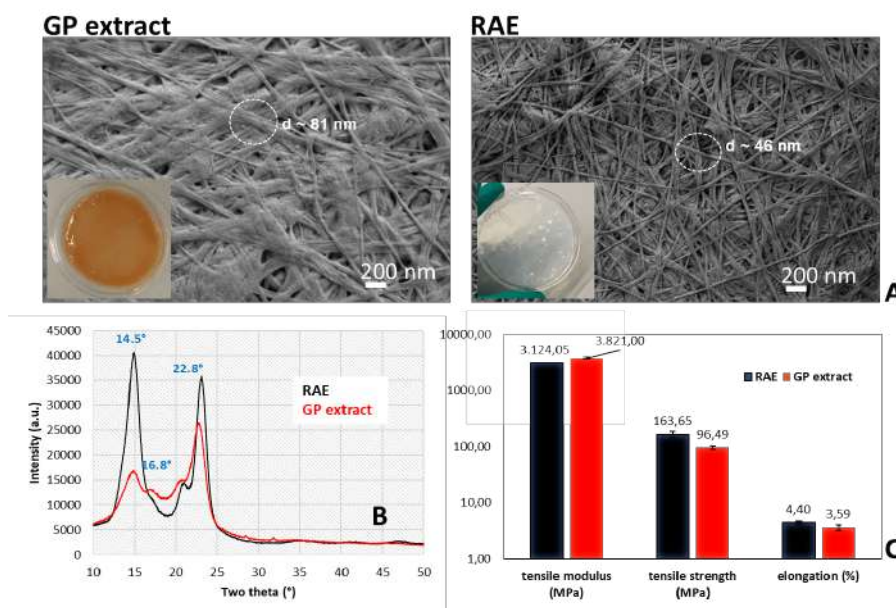 GP extract
RAE
d ~ 81 nm
d ~ 46 nm
200 nm
200 nm
A
45000
40000
35000
30000
25000
20000
15000
10000
5000
0
14.5°
22.8°
16.8°
RAE
GP extract
B
10 15 20 25 30 35 40 45 50
Two theta (°)
Intensity (a.u.)
10000,00
1000,00
100,00
10,00
1,00
3.124,05
3.821,00
RAE GP extract
163,65
96,49
4,40
3,59
tensile modulus
(MPa)
tensile strength
(MPa)
elongation (%)
C